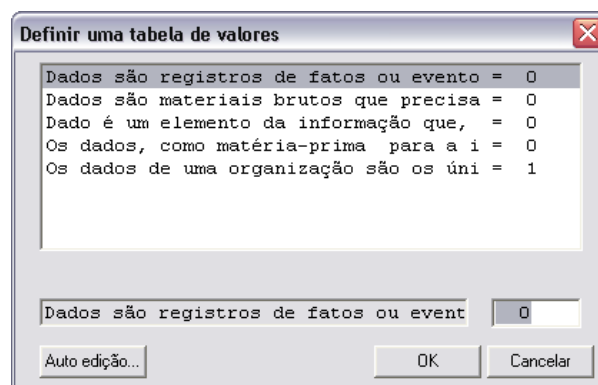 Definir uma tabela de valores
Dados são registros de fatos ou evento = 0
Dados são materiais brutos que precisa = 0
Dado é um elemento da informação que, = 0
Os dados, como matéria-prima para a i = 0
Os dados de uma organização são os úni = 1
Dados são registros de fatos ou event 0
Auto edição... OK Cancelar